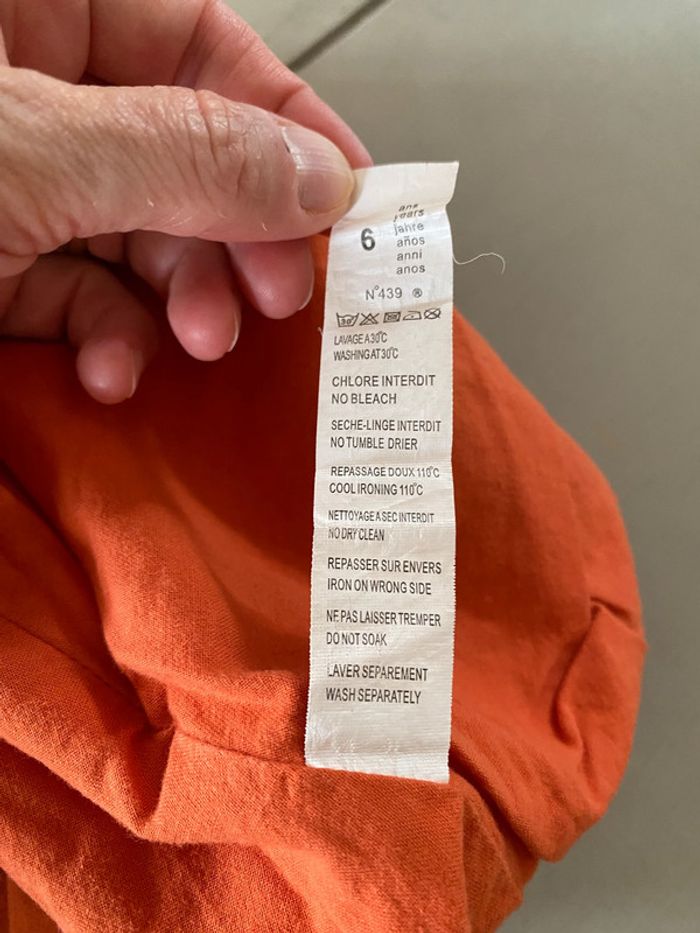 6
ans
years
jahre
años
anni
anos
N°439 ®
30
LAVAGE A 30°C
WASHING AT 30°C
CHLORE INTERDIT
NO BLEACH
SECHE-LINGE INTERDIT
NO TUMBLE DRIER
REPASSAGE DOUX 110°C
COOL IRONING 110°C
NETTOYAGE A SEC INTERDIT
NO DRY CLEAN
REPASSER SUR ENVERS
IRON ON WRONG SIDE
NE PAS LAISSER TREMPER
DO NOT SOAK
LAVER SEPAREMENT
WASH SEPARATELY